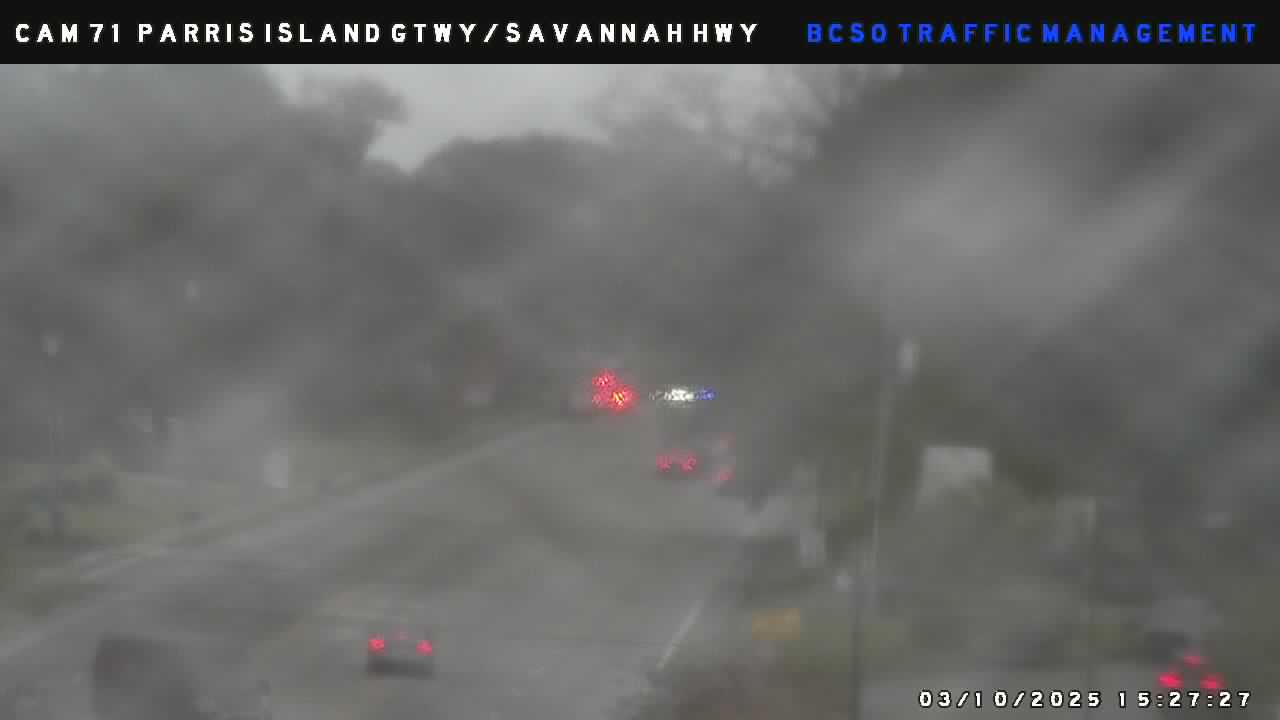 CAM 71 PARRIS ISLAND GTWY/SAVANNAH HWY BCSO TRAFFIC MANAGEMENT
03/10/2025 15:27:27